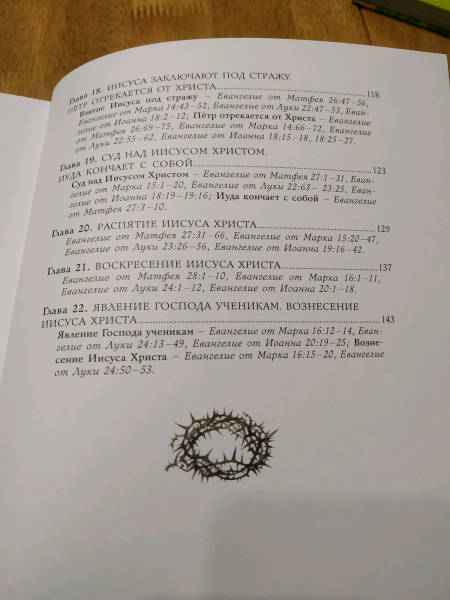 Глава 18. ИИСУСА ЗАКЛЮЧАЮТ ПОД СТРАЖУ.
ПЁТР ОТРЕКАЕТСЯ ОТ ХРИСТА ........ 118
Взятие Иисуса под стражу – Евангелие от Матфея 26:47–56,
Евангелие от Марка 14:43–52, Евангелие от Луки 22:47–53, Еван-
гелие от Иоанна 18:2–12; Пётр отрекается от Христа – Евангелие
от Матфея 26:69–75, Евангелие от Марка 14:66–72, Евангелие
от Луки 22:55–62, Евангелие от Иоанна 18:15–18, 18:25–27.
Глава 19. СУД НАД ИИСУСОМ ХРИСТОМ.
ИУДА КОНЧАЕТ С СОБОЙ ........ 123
Суд над Иисусом Христом – Евангелие от Матфея 27:1–31, Еван-
гелие от Марка 15:1–20, Евангелие от Луки 22:63– 23:25, Еван-
гелие от Иоанна 18:19–19:16; Иуда кончает с собой – Евангелие
от Матфея 27:3–10.
Глава 20. РАСПЯТИЕ ИИСУСА ХРИСТА ........ 129
Евангелие от Матфея 27:31–66, Евангелие от Марка 15:20–47,
Евангелие от Луки 23:26–56, Евангелие от Иоанна 19:16–42.
Глава 21. ВОСКРЕСЕНИЕ ИИСУСА ХРИСТА ........ 137
Евангелие от Матфея 28:1–10, Евангелие от Марка 16:1–11,
Евангелие от Луки 24:1–12, Евангелие от Иоанна 20:1–18.
Глава 22. ЯВЛЕНИЕ ГОСПОДА УЧЕНИКАМ. ВОЗНЕСЕНИЕ
ИИСУСА ХРИСТА ........ 143
Явление Господа ученикам – Евангелие от Марка 16:12–14, Еван-
гелие от Луки 24:13–49, Евангелие от Иоанна 20:19–25; Возне-
сение Иисуса Христа – Евангелие от Марка 16:15–20, Евангелие
от Луки 24:50–53.